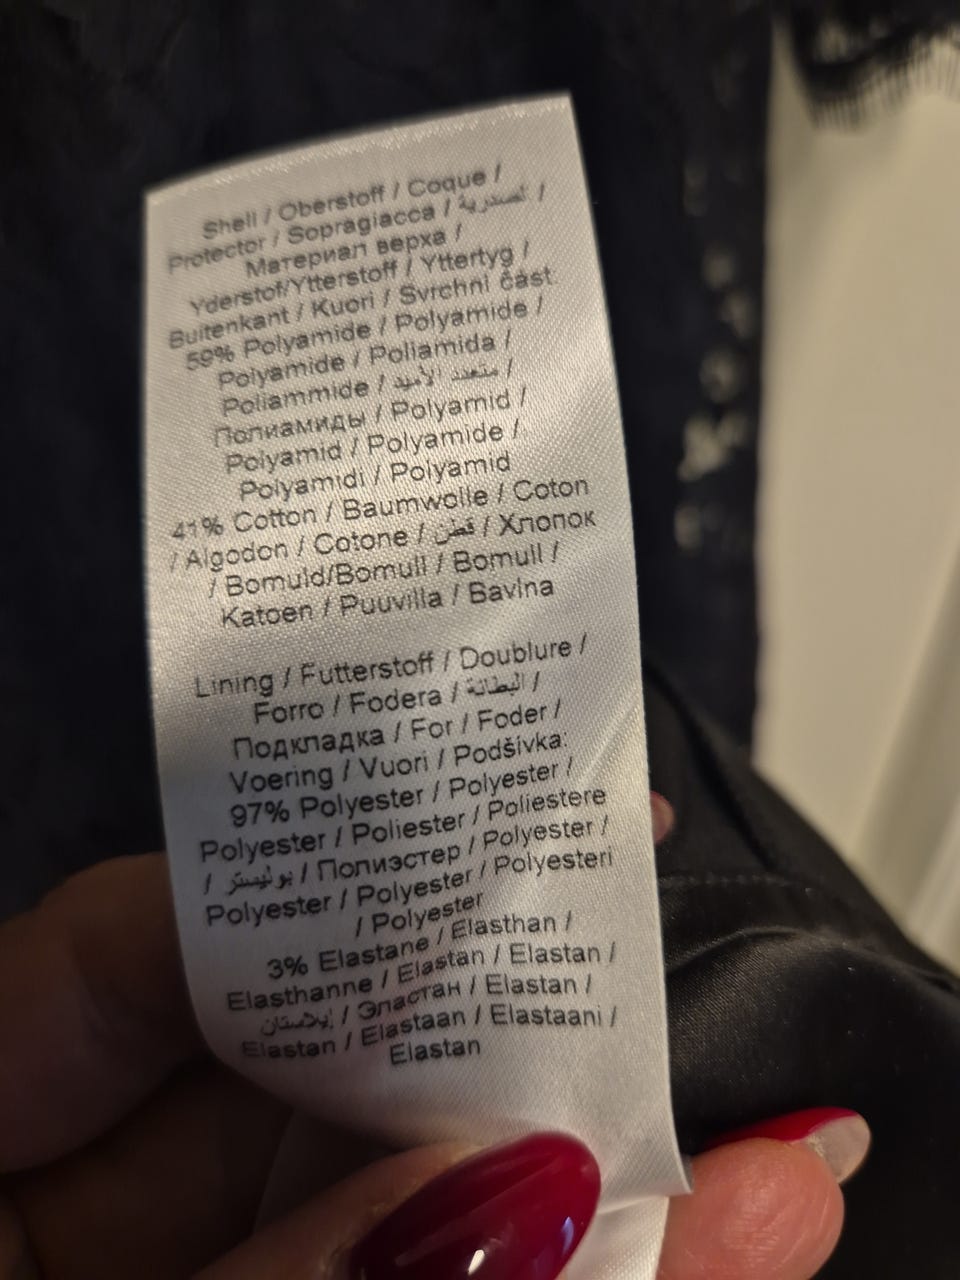 Shell / Oberstoff / Coque /
Protector / Sopragiacca / الصدرية /
Материал верха /
Yderstof/Ytterstoff / Yttertyg /
Buitenkant / Kuori / Svrchní část:
59% Polyamide / Polyamide /
Polyamide / Poliamida /
Poliammide / متعدد الأميد /
Полиамиды / Polyamid /
Polyamid / Polyamide /
Polyamidi / Polyamid
41% Cotton / Baumwolle / Coton
/ Algodon / Cotone / قطن / Хлопок
/ Bomuld/Bomull / Bomull /
Katoen / Puuvilla / Bavlna
Lining / Futterstoff / Doublure /
Forro / Fodera / البطانة /
Подкладка / For / Foder /
Voering / Vuori / Podšívka:
97% Polyester / Polyester /
Polyester / Poliester / Poliestere
/ بوليستر / Полиэстер / Polyester /
Polyester / Polyester / Polyesteri
/ Polyester
3% Elastane / Elasthan /
Elasthanne / Elastan / Elastan /
إيلاستان / Эластан / Elastan /
Elastan / Elastaan / Elastaani /
Elastan